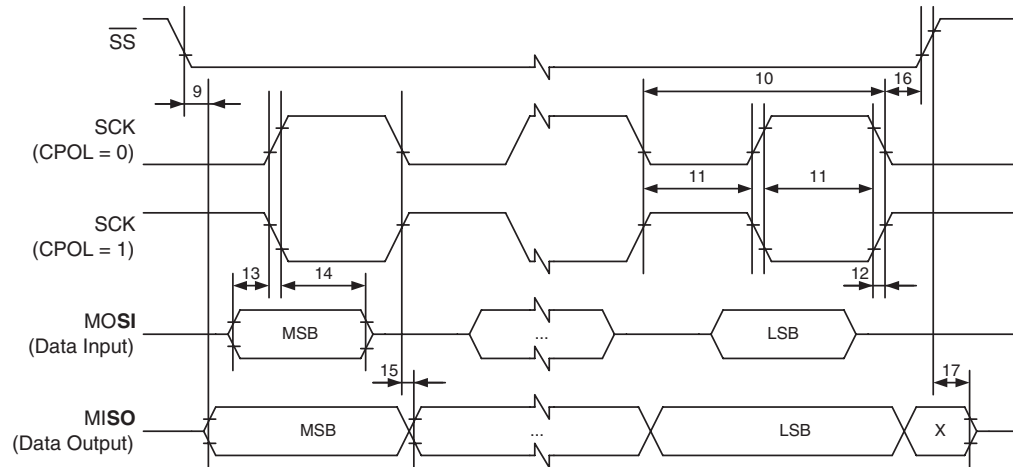 SS
10
9
16
SCK
(CPOL = 0)
11
11
SCK
(CPOL = 1)
13
14
12
MOSI
(Data Input)
MSB
...
LSB
15
17
MISO
(Data Output)
MSB
...
LSB
X